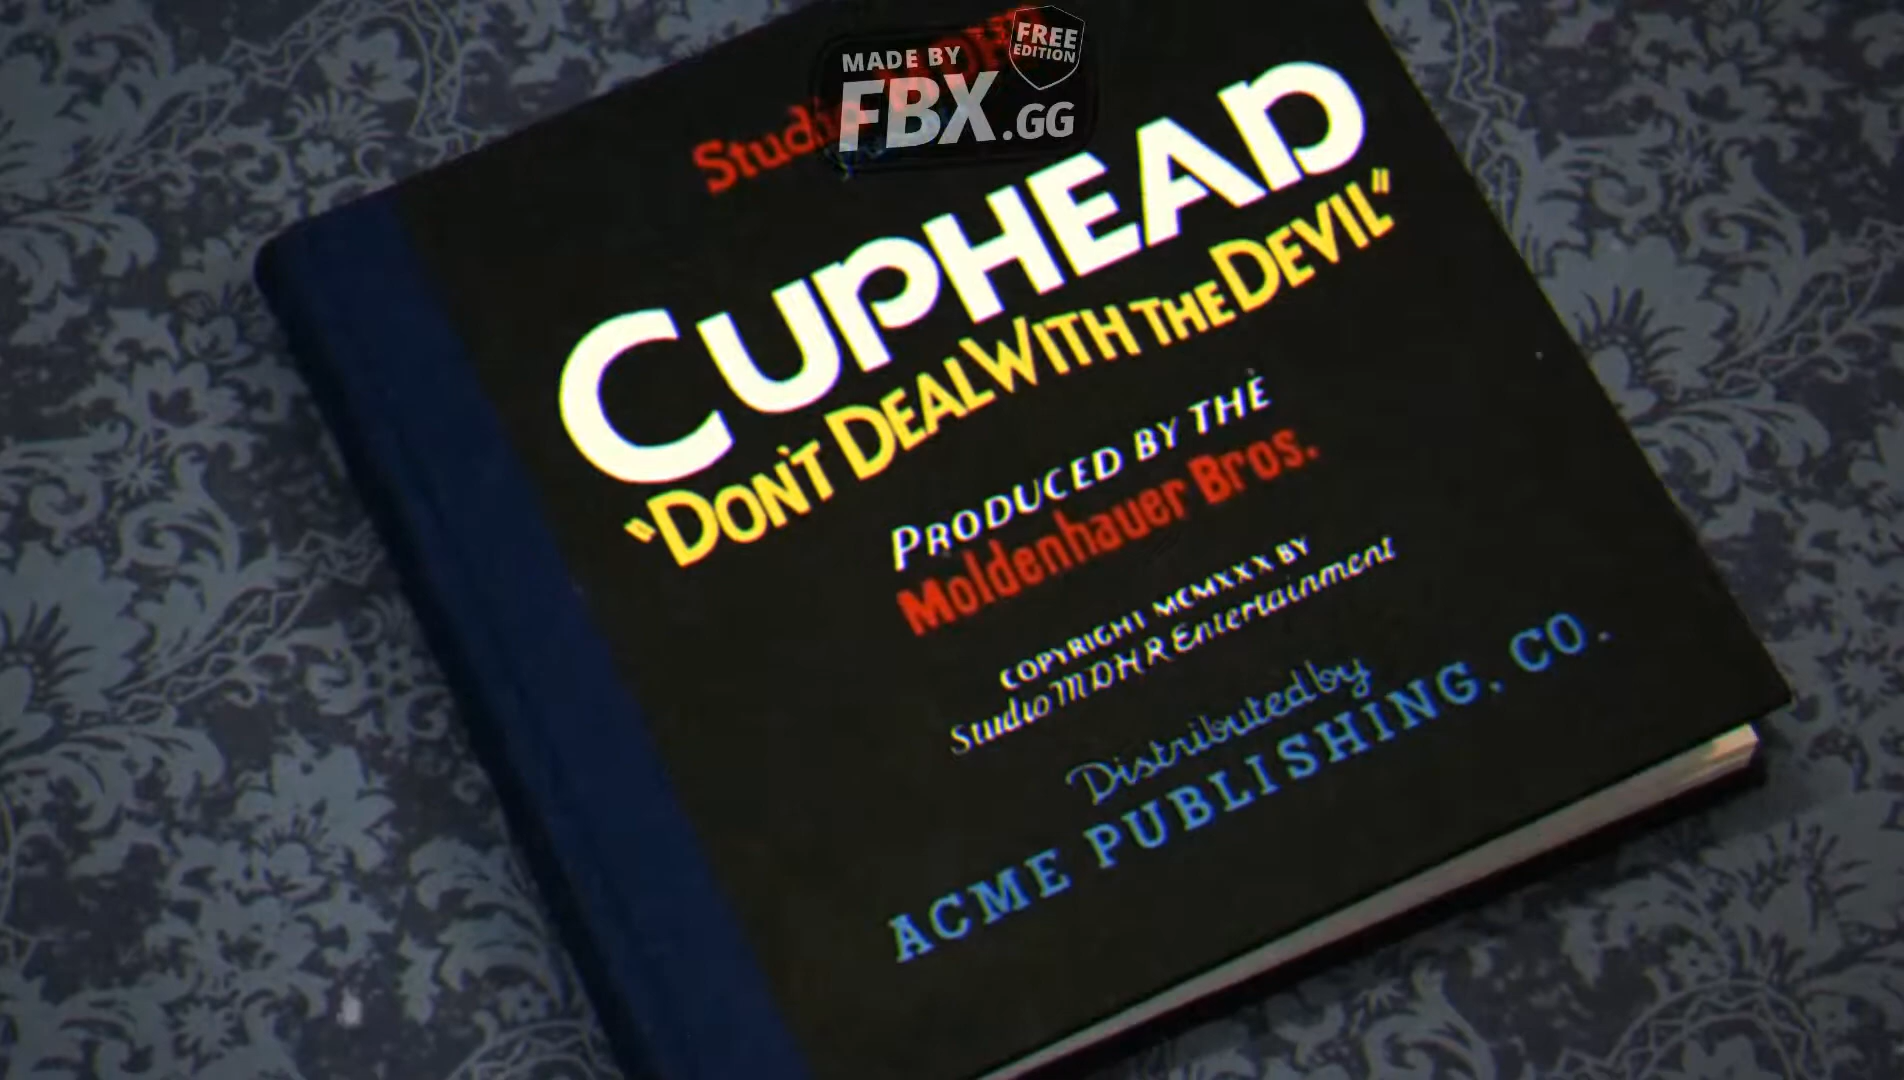 MADE BY
FBX.GG
FREE
EDITION
Studio
CUPHEAD
"DON'T DEAL WITH THE DEVIL"
PRODUCED BY THE
Moldenhauer Bros.
COPYRIGHT MCMXXX BY
Studio MDHR Entertainment
Distributed by
ACME PUBLISHING. CO.